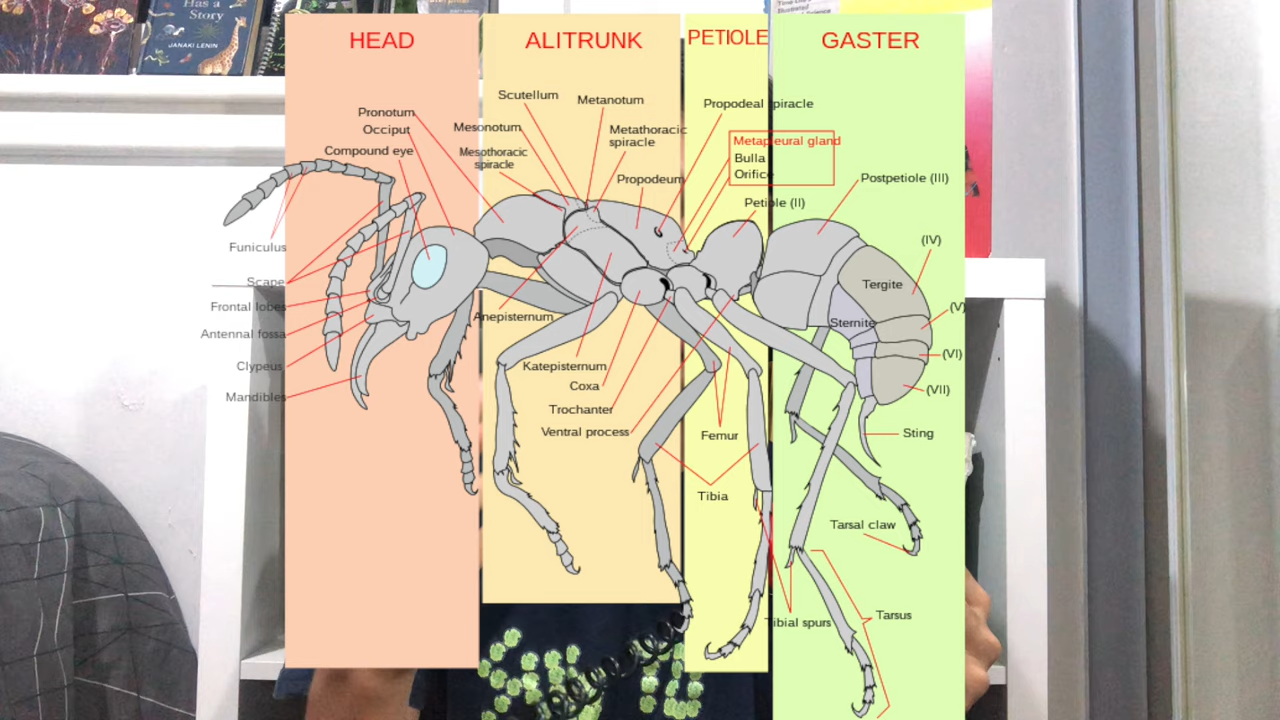 Has a
Story
JANAKI LENIN
HEAD
ALITRUNK
PETIOLE
GASTER
Scutellum
Metanotum
Propodeal spiracle
Pronotum
Occiput
Compound eye
Mesonotum
Mesothoracic
spiracle
Metathoracic
spiracle
Propodeum
Metapleural gland
Bulla
Orifice
Petiole (II)
Postpetiole (III)
(IV)
Tergite
(V)
Sternite
(VI)
(VII)
Sting
Funiculus
Scape
Frontal lobes
Antennal fossa
Clypeus
Mandibles
Anepisternum
Katepisternum
Coxa
Trochanter
Ventral process
Femur
Tibia
Tarsal claw
Tibial spurs
Tarsus